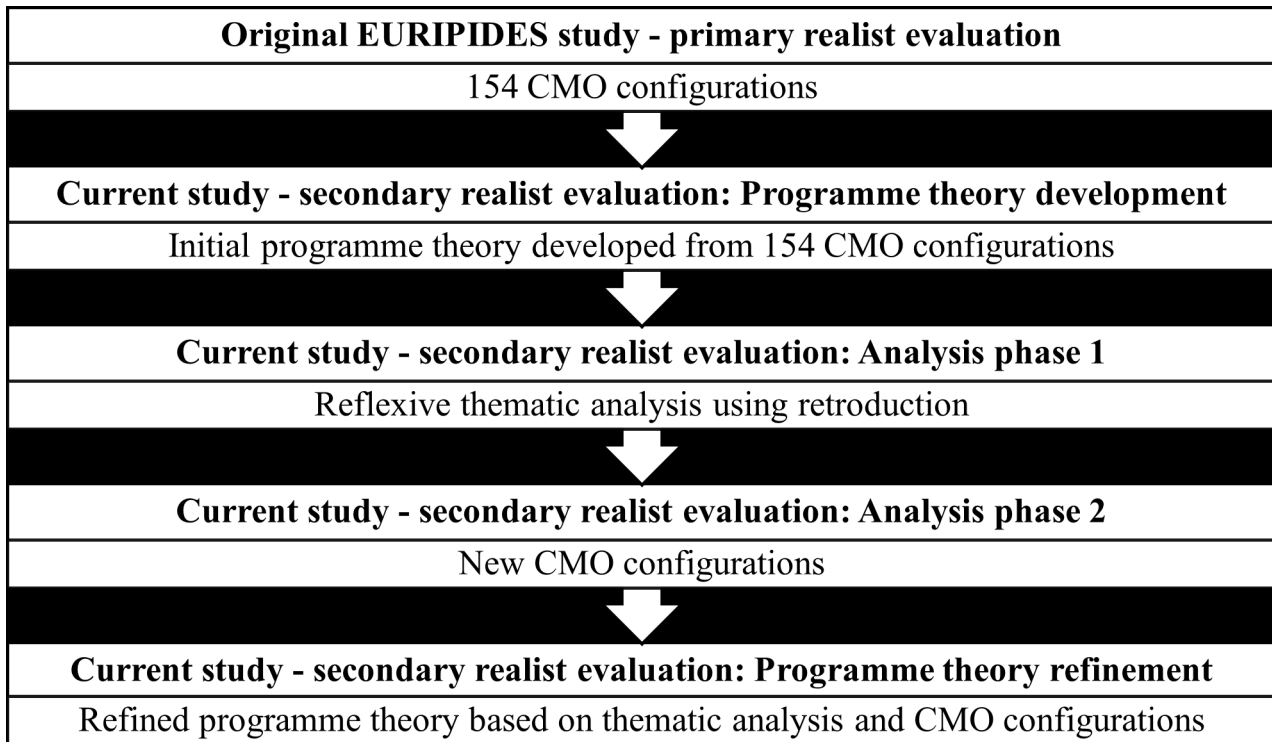 Original EURIPIDES study - primary realist evaluation
154 CMO configurations
Current study - secondary realist evaluation: Programme theory development
Initial programme theory developed from 154 CMO configurations
Current study - secondary realist evaluation: Analysis phase 1
Reflexive thematic analysis using retroduction
Current study - secondary realist evaluation: Analysis phase 2
New CMO configurations
Current study - secondary realist evaluation: Programme theory refinement
Refined programme theory based on thematic analysis and CMO configurations